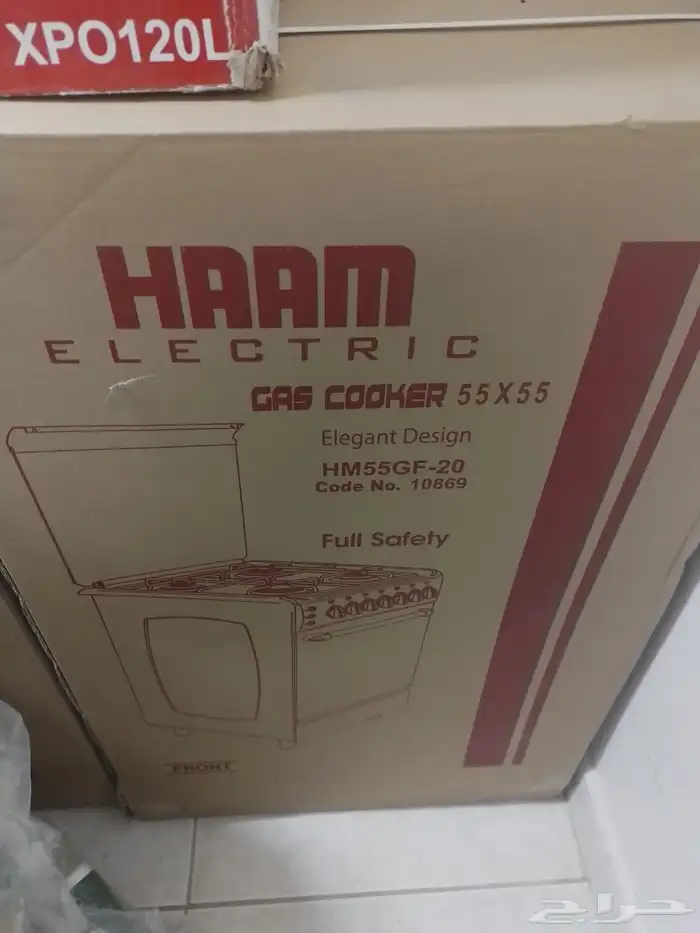 XPO120L
HAAM
ELECTRIC
GAS COOKER 55X55
Elegant Design
HM55GF-20
Code No. 10869
Full Safety
FRONT
حراج